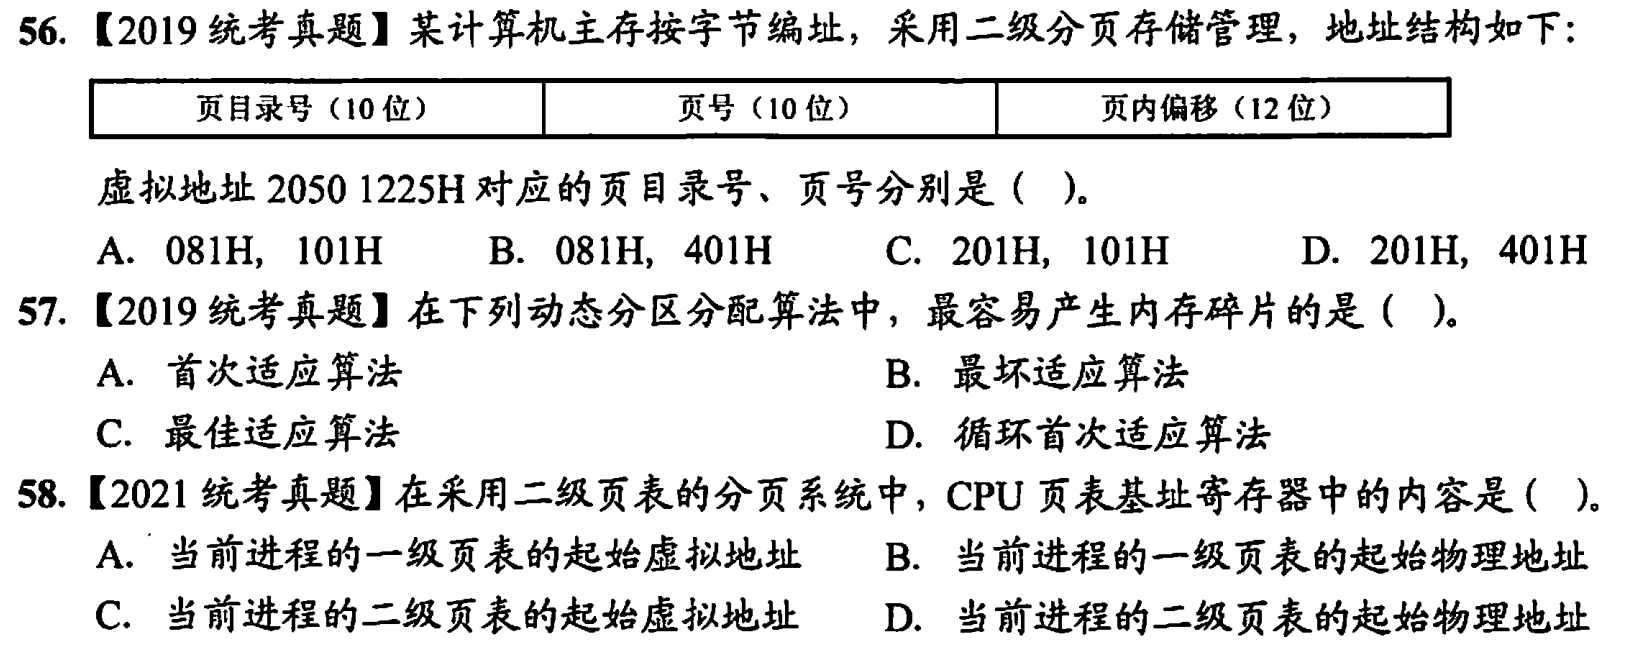 56. 【2019 统考真题】某计算机主存按字节编址，采用二级分页存储管理，地址结构如下：
页目录号（10 位） 页号（10 位） 页内偏移（12 位）
虚拟地址 2050 1225H 对应的页目录号、页号分别是（ ）。
A. 081H, 101H B. 081H, 401H C. 201H, 101H D. 201H, 401H
57. 【2019 统考真题】在下列动态分区分配算法中，最容易产生内存碎片的是（ ）。
A. 首次适应算法 B. 最坏适应算法
C. 最佳适应算法 D. 循环首次适应算法
58. 【2021 统考真题】在采用二级页表的分页系统中，CPU 页表基址寄存器中的内容是（ ）。
A. 当前进程的一级页表的起始虚拟地址 B. 当前进程的一级页表的起始物理地址
C. 当前进程的二级页表的起始虚拟地址 D. 当前进程的二级页表的起始物理地址